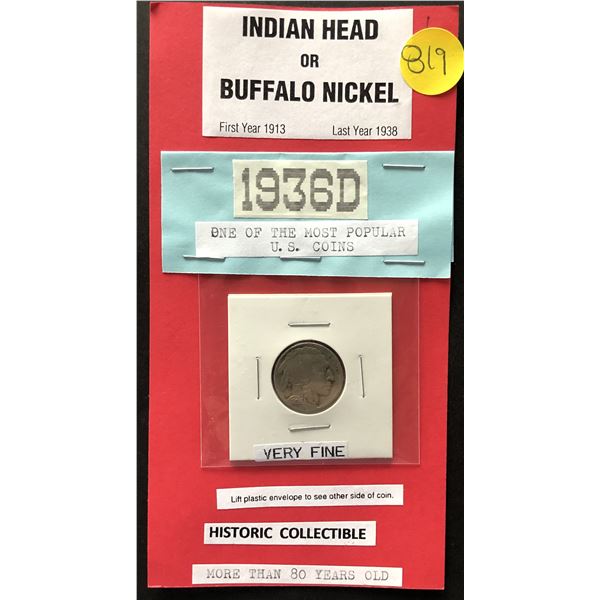 INDIAN HEAD
OR
BUFFALO NICKEL
First Year 1913 Last Year 1938
819
1936D
ONE OF THE MOST POPULAR
U.S. COINS
VERY FINE
Lift plastic envelope to see other side of coin.
HISTORIC COLLECTIBLE
MORE THAN 80 YEARS OLD